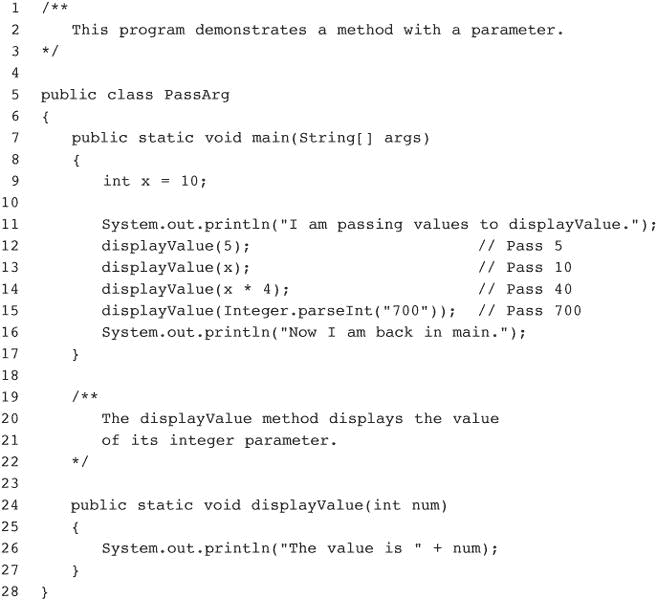 1 /**
2    This program demonstrates a method with a parameter.
3 */
4
5 public class PassArg
6 {
7    public static void main(String[] args)
8    {
9       int x = 10;
10
11       System.out.println("I am passing values to displayValue.");
12       displayValue(5);                        // Pass 5
13       displayValue(x);                        // Pass 10
14       displayValue(x * 4);                    // Pass 40
15       displayValue(Integer.parseInt("700"));  // Pass 700
16       System.out.println("Now I am back in main.");
17    }
18
19    /**
20       The displayValue method displays the value
21       of its integer parameter.
22    */
23
24    public static void displayValue(int num)
25    {
26       System.out.println("The value is " + num);
27    }
28 }